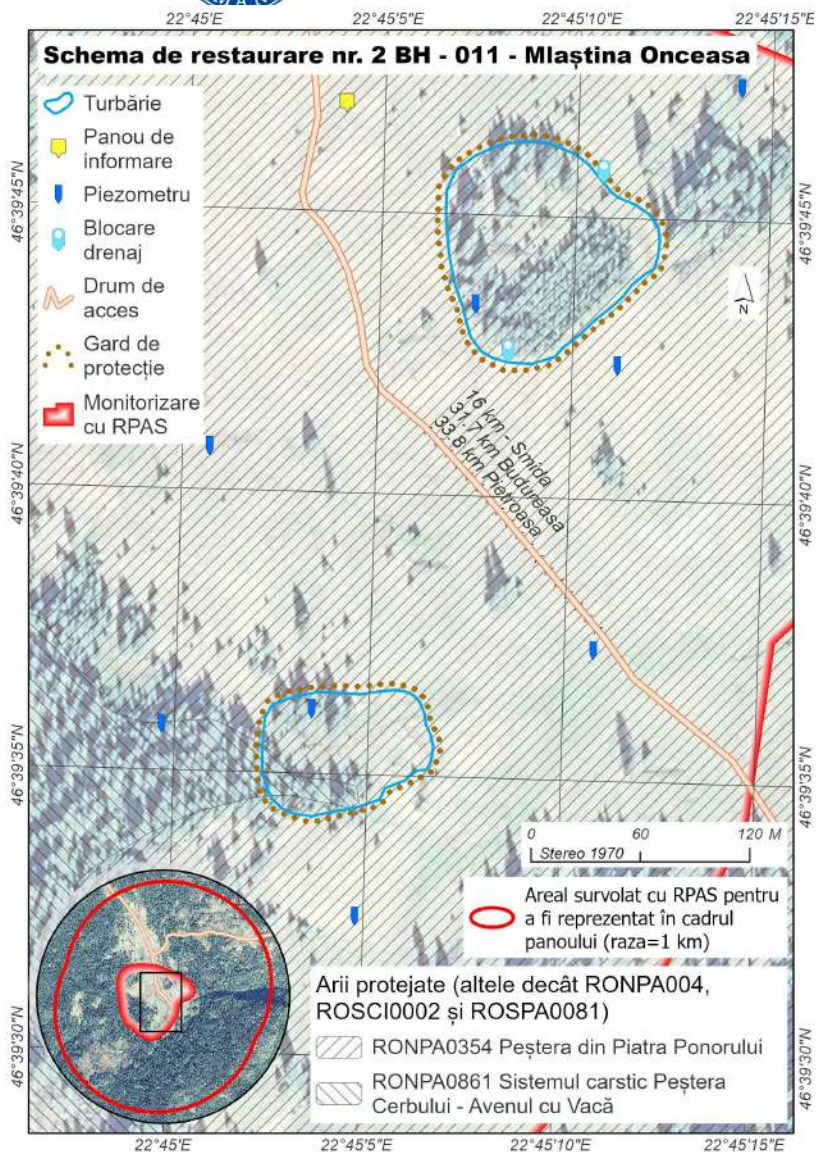 22°45'E
22°45'5"E
22°45'10"E
22°45'15"E
Schema de restaurare nr. 2 BH - 011 - Mlaștina Onceasa
Turbărie
Panou de
informare
Piezometru
Blocare
drenaj
Drum de
acces
Gard de
protecție
Monitorizare
cu RPAS
46°39'45"N
46°39'45"N
N
16 km - Smida
31.7 km Budureasa
33.8 km Pietroasa
46°39'40"N
46°39'40"N
46°39'35"N
46°39'35"N
0 60 120 M
Stereo 1970
Areal survolat cu RPAS pentru
a fi reprezentat în cadrul
panoului (raza=1 km)
Arii protejate (altele decât RONPA004,
ROSCI0002 și ROSPA0081)
RONPA0354 Peștera din Piatra Ponorului
RONPA0861 Sistemul carstic Peștera
Cerbului - Avenul cu Vacă
46°39'30"N
46°39'30"N
22°45'E
22°45'5"E
22°45'10"E
22°45'15"E